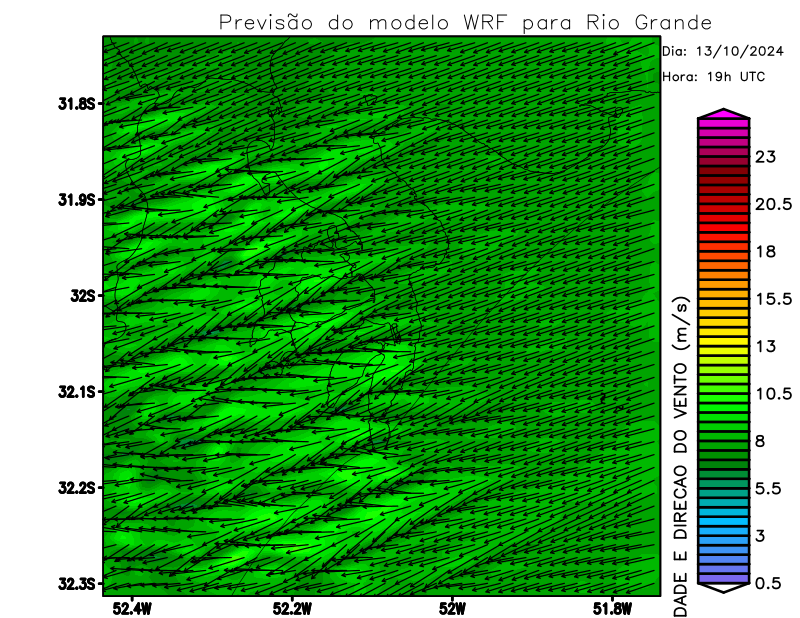 Previsão do modelo WRF para Rio Grande
Dia: 13/10/2024
Hora: 19h UTC
31.8S
31.9S
32S
32.1S
32.2S
32.3S
52.4W
52.2W
52W
51.8W
DADE E DIRECAO DO VENTO (m/s)
23
20.5
18
15.5
13
10.5
8
5.5
3
0.5